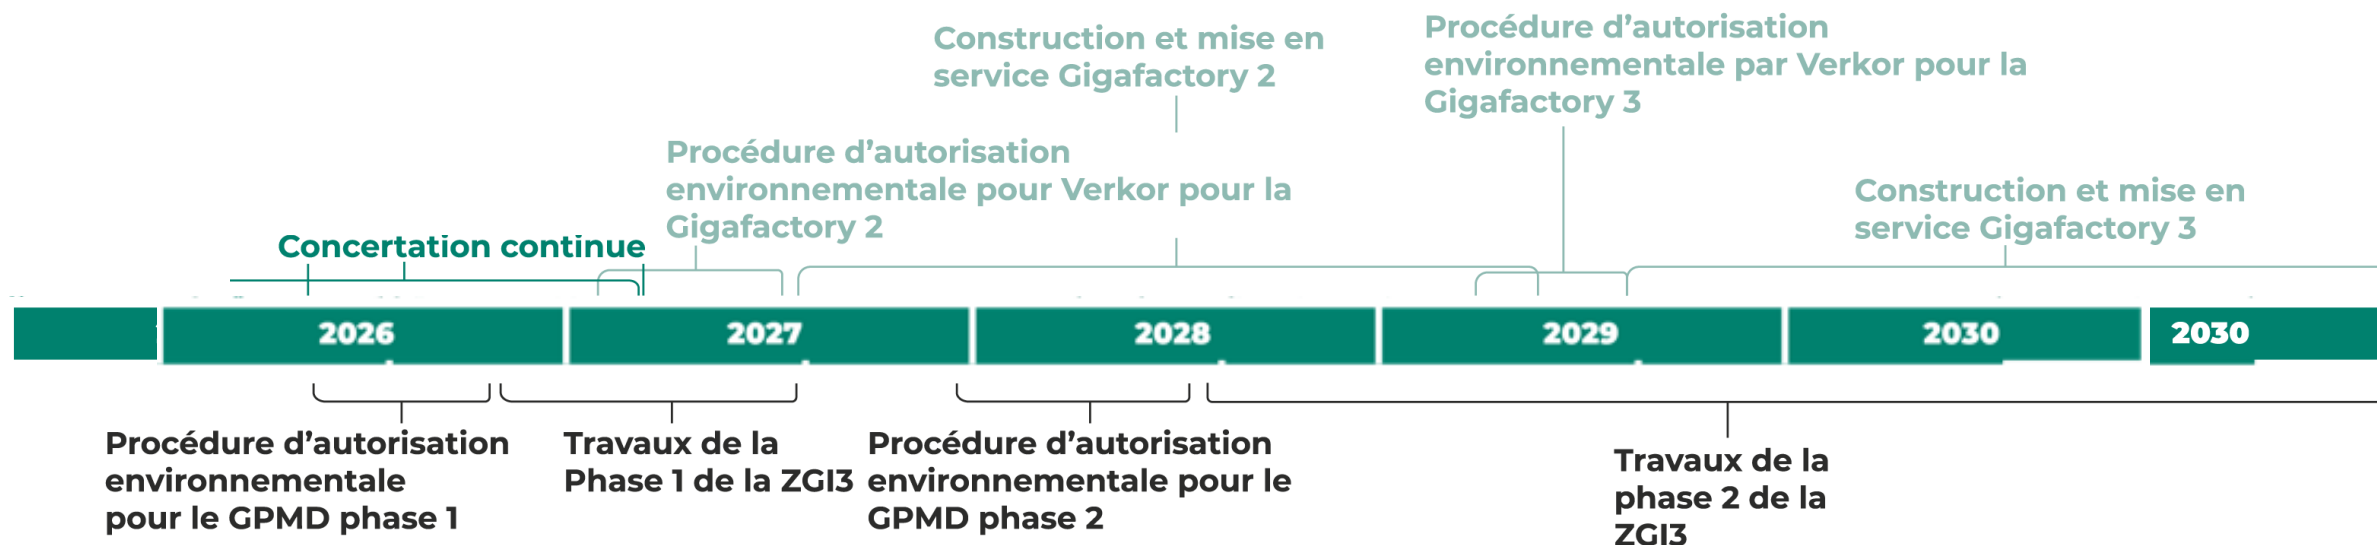 Construction et mise en
service Gigafactory 2
Procédure d’autorisation
environnementale par Verkor pour la
Gigafactory 3
Procédure d’autorisation
environnementale pour Verkor pour la
Gigafactory 2
Construction et mise en
service Gigafactory 3
Concertation continue
2026
2027
2028
2029
2030
2030
Procédure d’autorisation
environnementale
pour le GPMD phase 1
Travaux de la
Phase 1 de la ZGI3
Procédure d’autorisation
environnementale pour le
GPMD phase 2
Travaux de la
phase 2 de la
ZGI3